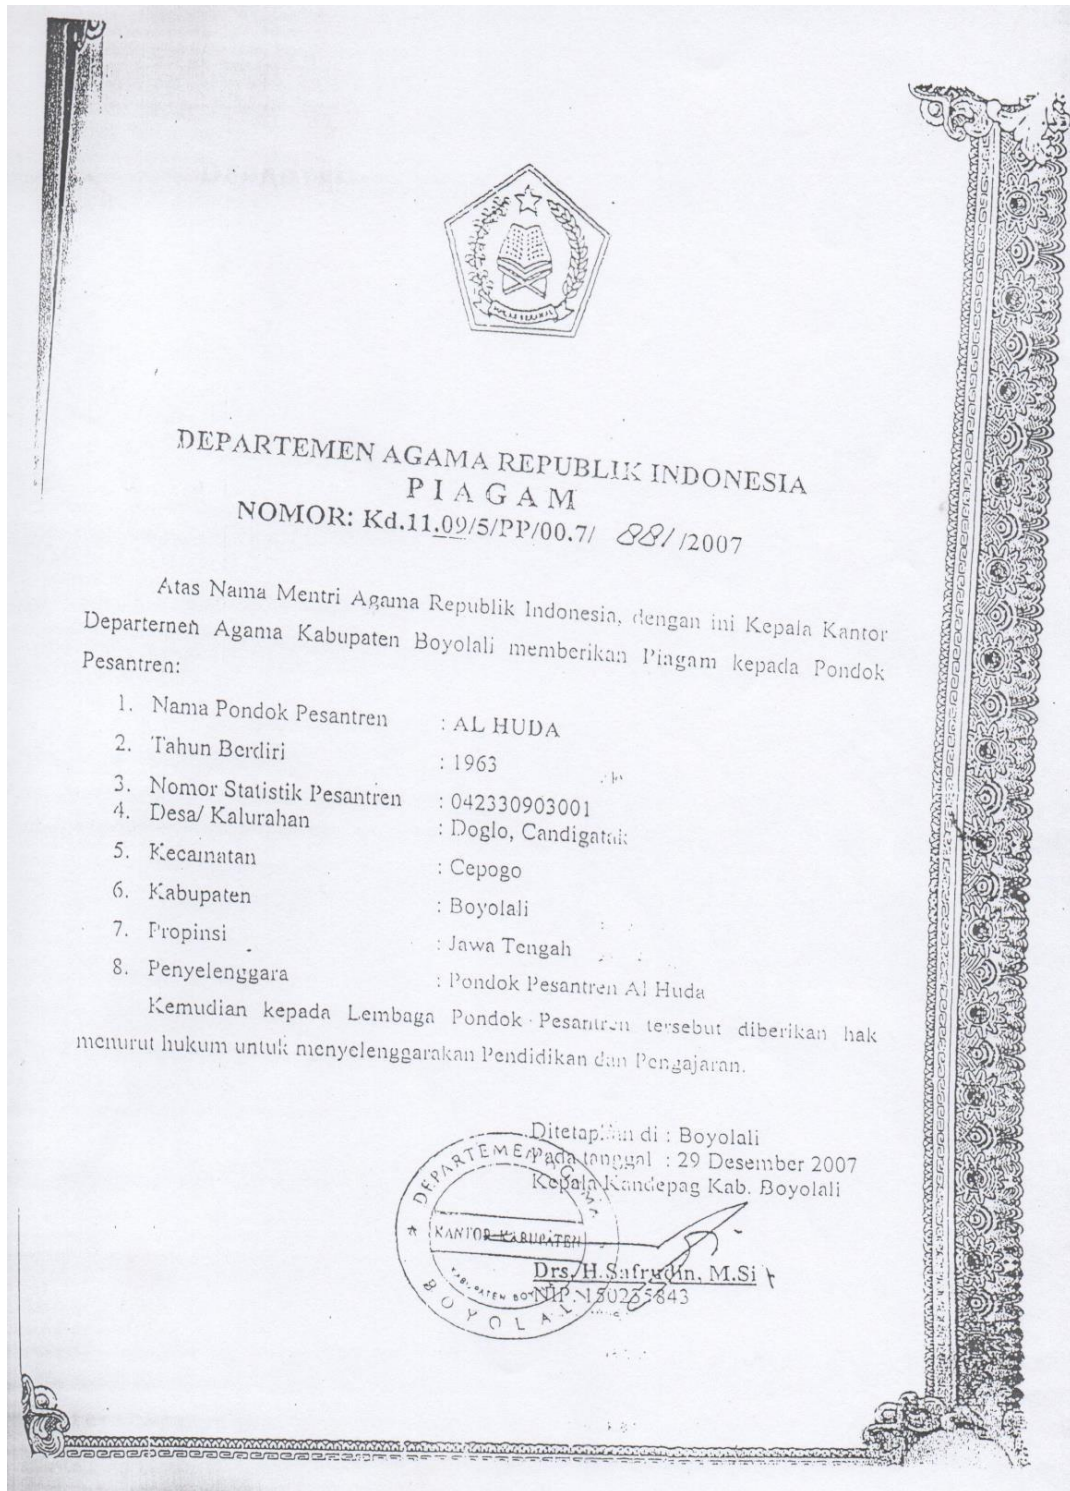 DEPARTEMEN AGAMA REPUBLIK INDONESIA
PIAGAM
NOMOR: Kd.11.09/5/PP/00.7/ 881 /2007
Atas Nama Mentri Agama Republik Indonesia, dengan ini Kepala Kantor
Departemen Agama Kabupaten Boyolali memberikan Piagam kepada Pondok
Pesantren:
1. Nama Pondok Pesantren : AL HUDA
2. Tahun Berdiri : 1963
3. Nomor Statistik Pesantren : 042330903001
4. Desa/ Kalurahan : Doglo, Candigatak
5. Kecamatan : Cepogo
6. Kabupaten : Boyolali
7. Propinsi : Jawa Tengah
8. Penyelenggara : Pondok Pesantren Al Huda
Kemudian kepada Lembaga Pondok Pesantren tersebut diberikan hak
menurut hukum untuk menyelenggarakan Pendidikan dan Pengajaran.
Ditetapkan di : Boyolali
Pada tanggal : 29 Desember 2007
Kepala Kandepag Kab. Boyolali
DEPARTEMEN AGAMA
KANTOR KABUPATEN
KABUPATEN BOYOLALI
BOYOLALI
Drs. H. Safrudin, M.Si
NIP. 150235843